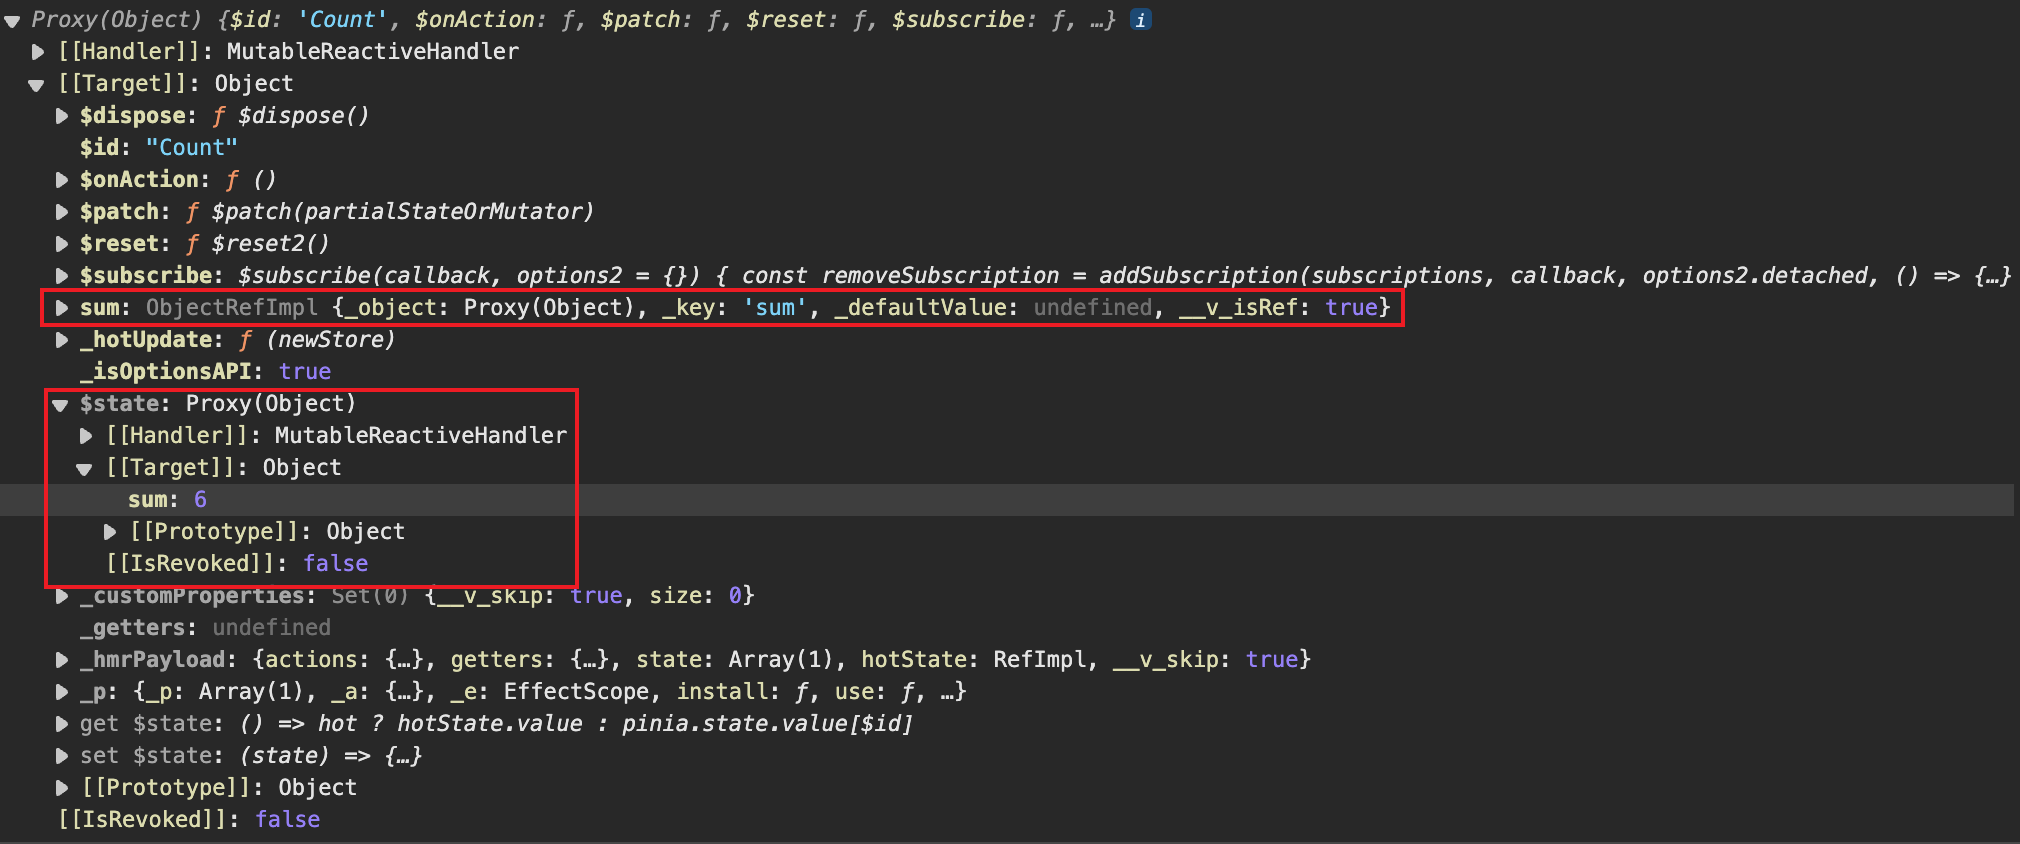 Proxy(Object) {$id: 'Count', $onAction: ƒ, $patch: ƒ, $reset: ƒ, $subscribe: ƒ, …} i
[[Handler]]: MutableReactiveHandler
[[Target]]: Object
$dispose: ƒ $dispose()
$id: "Count"
$onAction: ƒ ()
$patch: ƒ $patch(partialStateOrMutator)
$reset: ƒ $reset2()
$subscribe: $subscribe(callback, options2 = {}) { const removeSubscription = addSubscription(subscriptions, callback, options2.detached, () => {…}
sum: ObjectRefImpl {_object: Proxy(Object), _key: 'sum', _defaultValue: undefined, __v_isRef: true}
_hotUpdate: ƒ (newStore)
_isOptionsAPI: true
$state: Proxy(Object)
[[Handler]]: MutableReactiveHandler
[[Target]]: Object
sum: 6
[[Prototype]]: Object
[[IsRevoked]]: false
_customProperties: Set(0) {__v_skip: true, size: 0}
_getters: undefined
_hmrPayload: {actions: {…}, getters: {…}, state: Array(1), hotState: RefImpl, __v_skip: true}
_p: {_p: Array(1), _a: {…}, _e: EffectScope, install: ƒ, use: ƒ, …}
get $state: () => hot ? hotState.value : pinia.state.value[$id]
set $state: (state) => {…}
[[Prototype]]: Object
[[IsRevoked]]: false